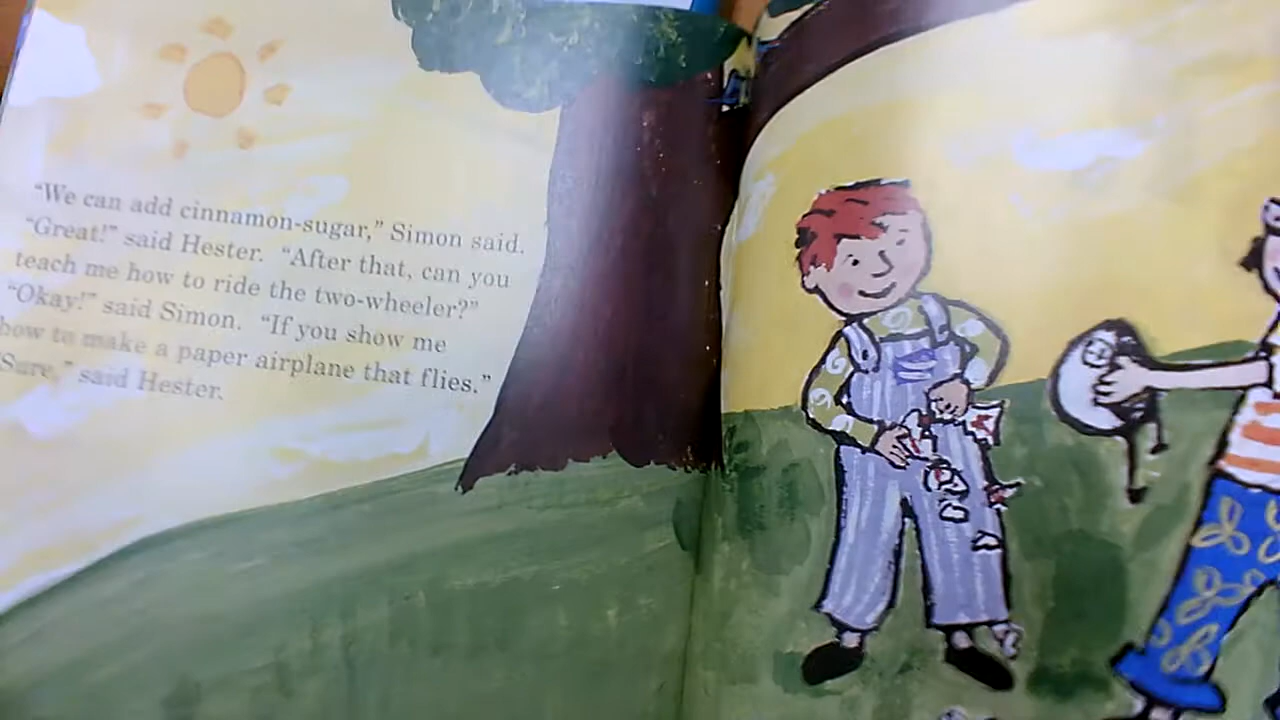 “We can add cinnamon-sugar,” Simon said.
“Great!” said Hester. “After that, can you
teach me how to ride the two-wheeler?”
“Okay!” said Simon. “If you show me
how to make a paper airplane that flies.”
“Sure,” said Hester.